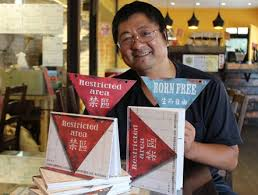 Restricted
area
禁區
BORN FREE
生而自由
Restricted
area
禁區
Restricted
area
禁區